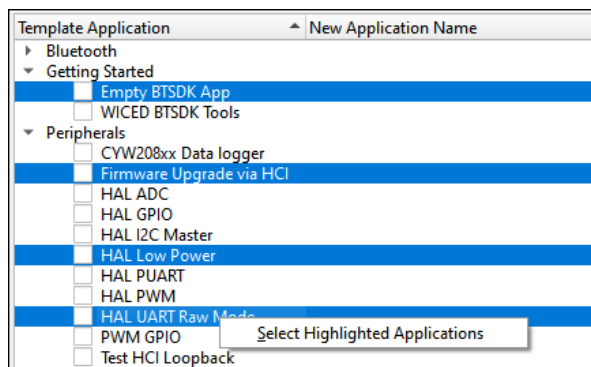 Template Application New Application Name
Bluetooth
Getting Started
Empty BTSDK App
WICED BTSDK Tools
Peripherals
CYW208xx Data logger
Firmware Upgrade via HCI
HAL ADC
HAL GPIO
HAL I2C Master
HAL Low Power
HAL PUART
HAL PWM
HAL UART Raw Mode
Select Highlighted Applications
PWM GPIO
Test HCI Loopback